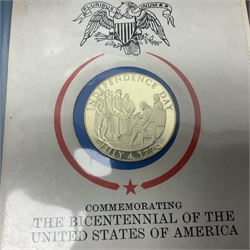 PLURIBUS UNUM
INDEPENDENCE DAY
JULY 4, 1776
COMMEMORATING
THE BICENTENNIAL OF THE
UNITED STATES OF AMERICA